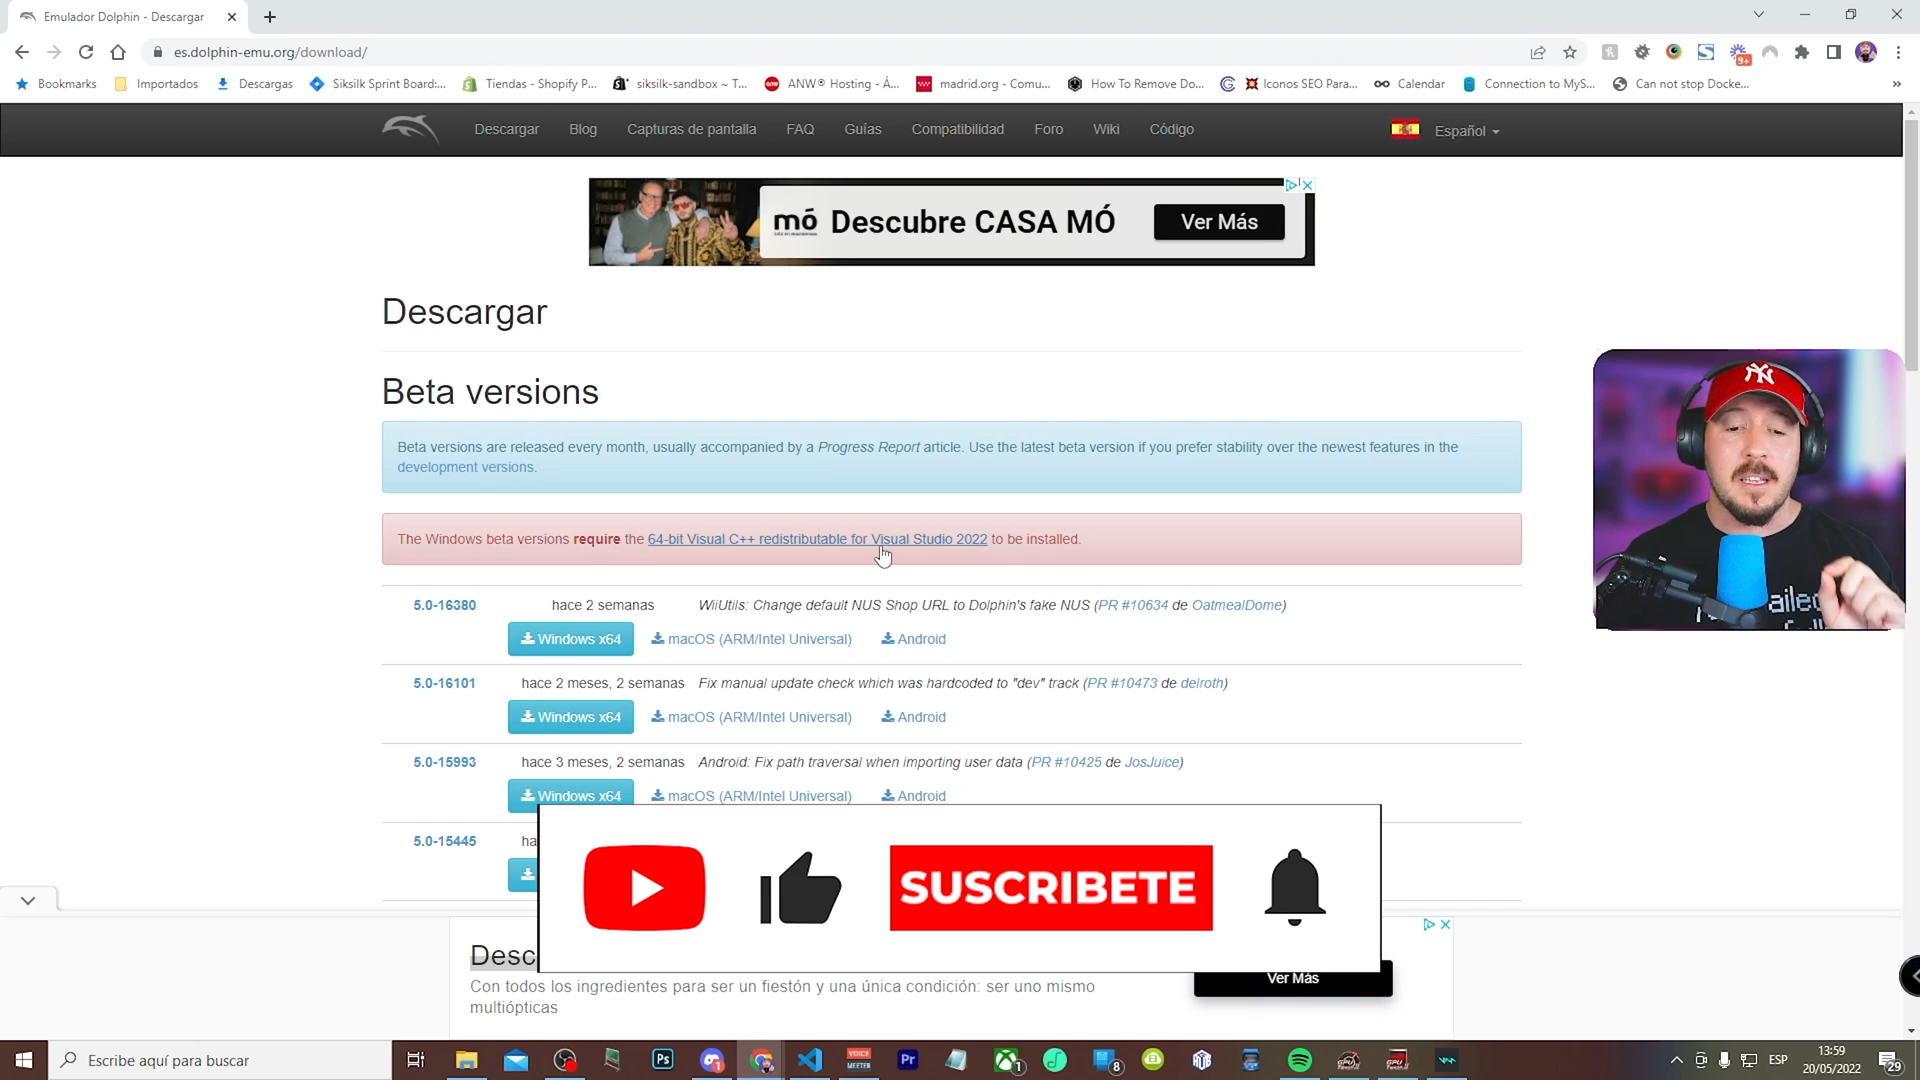 Emulador Dolphin - Descargar
es.dolphin-emu.org/download/
9+
Bookmarks Importados Descargas Siksilk Sprint Board:... Tiendas - Shopify P... siksilk-sandbox ~ T... ANW® Hosting - Á... madrid.org - Comu... How To Remove Do... Iconos SEO Para... Calendar Connection to MyS... Can not stop Docke...
Descargar Blog Capturas de pantalla FAQ Guías Compatibilidad Foro Wiki Código Español
mó Descubre CASA MÓ Ver Más
Descargar
Beta versions
Beta versions are released every month, usually accompanied by a Progress Report article. Use the latest beta version if you prefer stability over the newest features in the
development versions.
The Windows beta versions require the 64-bit Visual C++ redistributable for Visual Studio 2022 to be installed.
5.0-16380 hace 2 semanas WiiUtils: Change default NUS Shop URL to Dolphin's fake NUS (PR #10634 de OatmealDome)
Windows x64 macOS (ARM/Intel Universal) Android
5.0-16101 hace 2 meses, 2 semanas Fix manual update check which was hardcoded to "dev" track (PR #10473 de delroth)
Windows x64 macOS (ARM/Intel Universal) Android
5.0-15993 hace 3 meses, 2 semanas Android: Fix path traversal when importing user data (PR #10425 de JosJuice)
Windows x64 macOS (ARM/Intel Universal) Android
5.0-15445 ha
SUSCRIBETE
Desc
Con todos los ingredientes para ser un fiestón y una única condición: ser uno mismo
multiópticas
Ver Más
Escribe aquí para buscar
Ps
1
VOICE
MEETER
Pr
1
8
ESP
13:59
20/05/2022
29